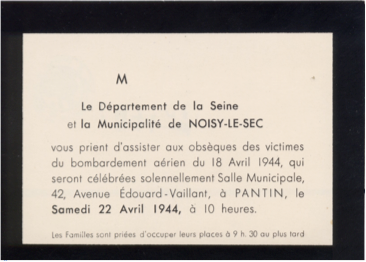 M
Le Département de la Seine
et la Municipalité de NOISY-LE-SEC
vous prient d'assister aux obsèques des victimes
du bombardement aérien du 18 Avril 1944, qui
seront célébrées solennellement Salle Municipale,
42, Avenue Édouard-Vaillant, à PANTIN, le
Samedi 22 Avril 1944, à 10 heures.
Les Familles sont priées d'occuper leurs places à 9 h. 30 au plus tard